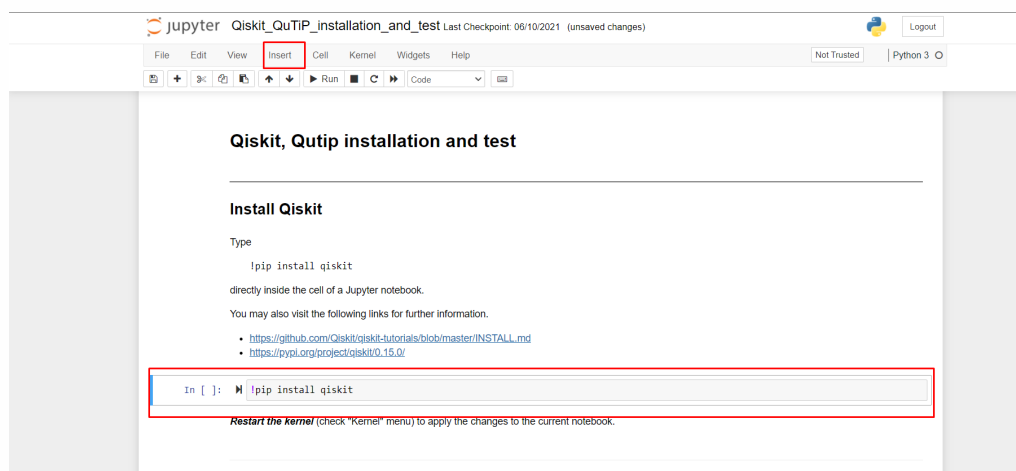 jupyter Qiskit_QuTiP_installation_and_test Last Checkpoint: 06/10/2021 (unsaved changes) Logout
File Edit View Insert Cell Kernel Widgets Help Not Trusted Python 3
Run Code
Qiskit, Qutip installation and test
Install Qiskit
Type
!pip install qiskit
directly inside the cell of a Jupyter notebook.
You may also visit the following links for further information.
https://github.com/Qiskit/qiskit-tutorials/blob/master/INSTALL.md
https://pypi.org/project/qiskit/0.15.0/
In [ ]: !pip install qiskit
Restart the kernel (check "Kernel" menu) to apply the changes to the current notebook.